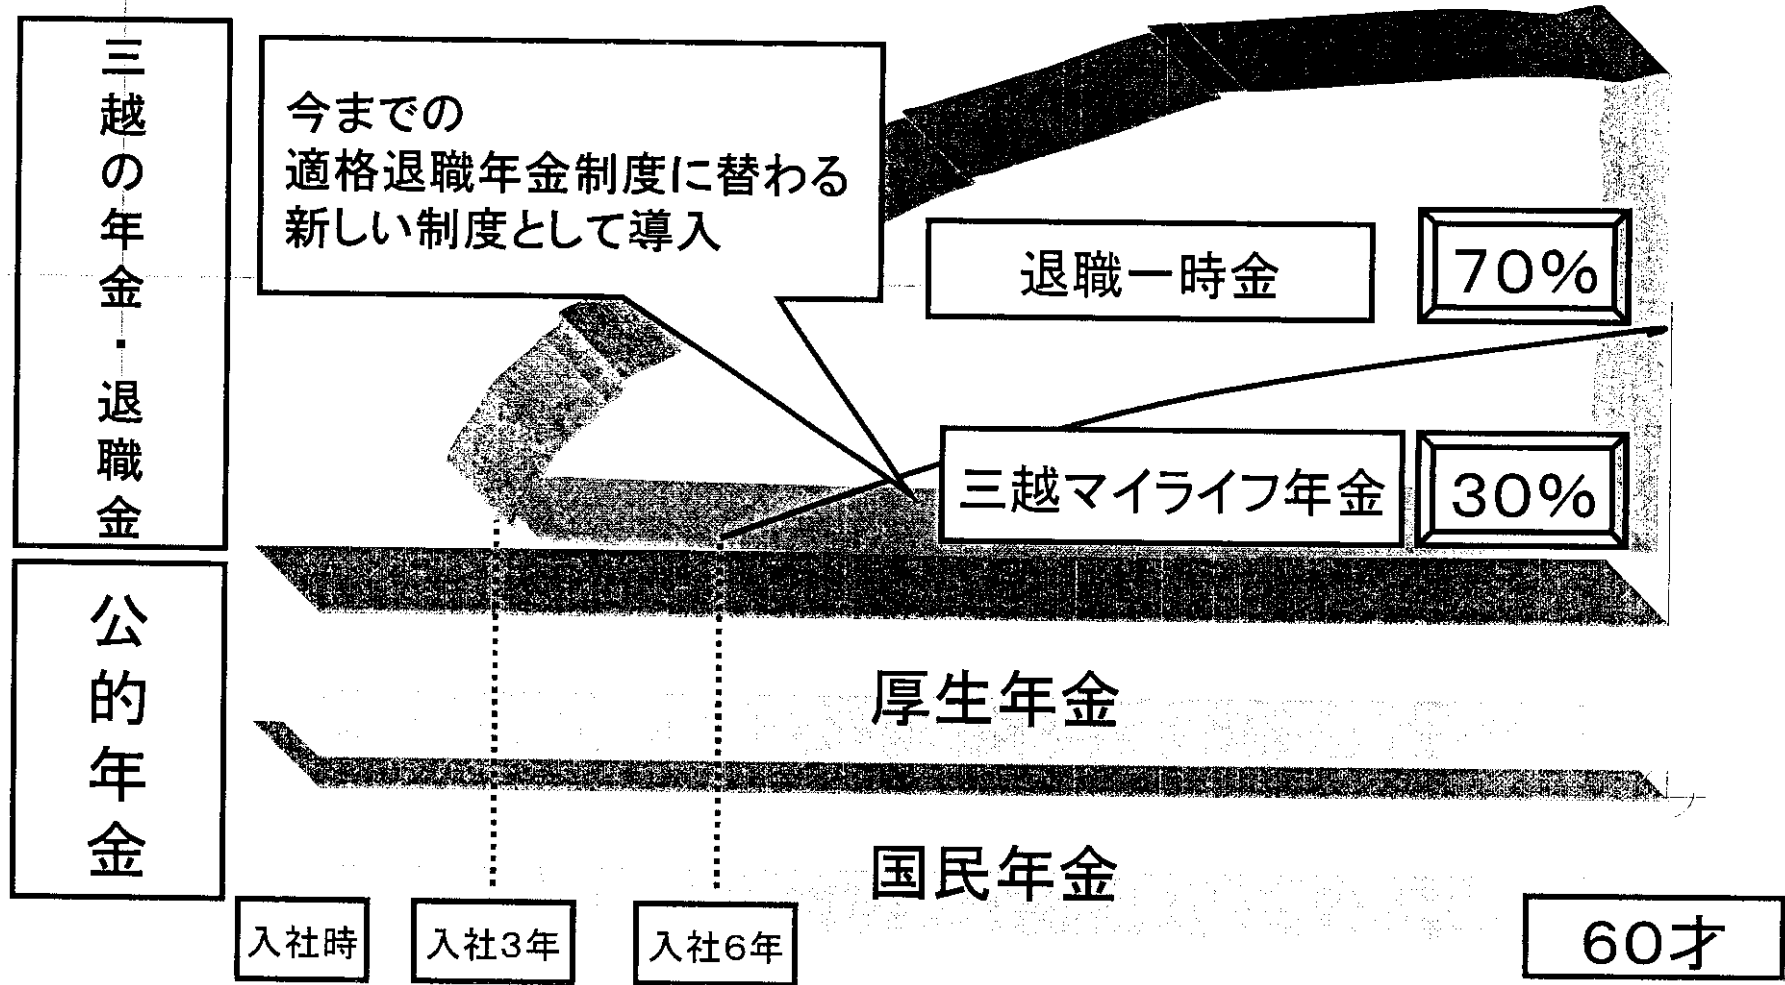 三越の年金・退職金
今までの
適格退職年金制度に替わる
新しい制度として導入
退職一時金
70%
三越マイライフ年金
30%
公的年金
厚生年金
国民年金
入社時
入社3年
入社6年
60才